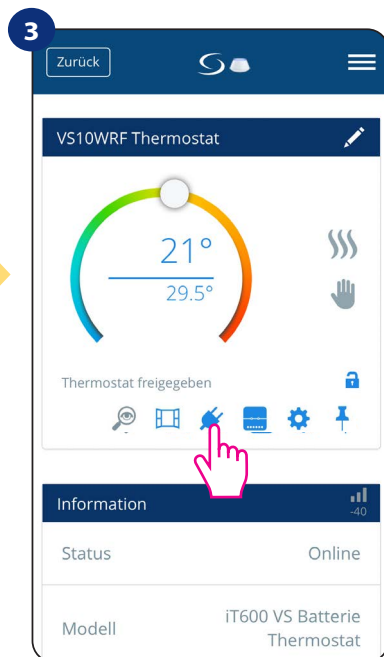 3
Zurück
VS10WRF Thermostat
21°
29.5°
Thermostat freigegeben
Information
-40
Status Online
Modell iT600 VS Batterie
Thermostat